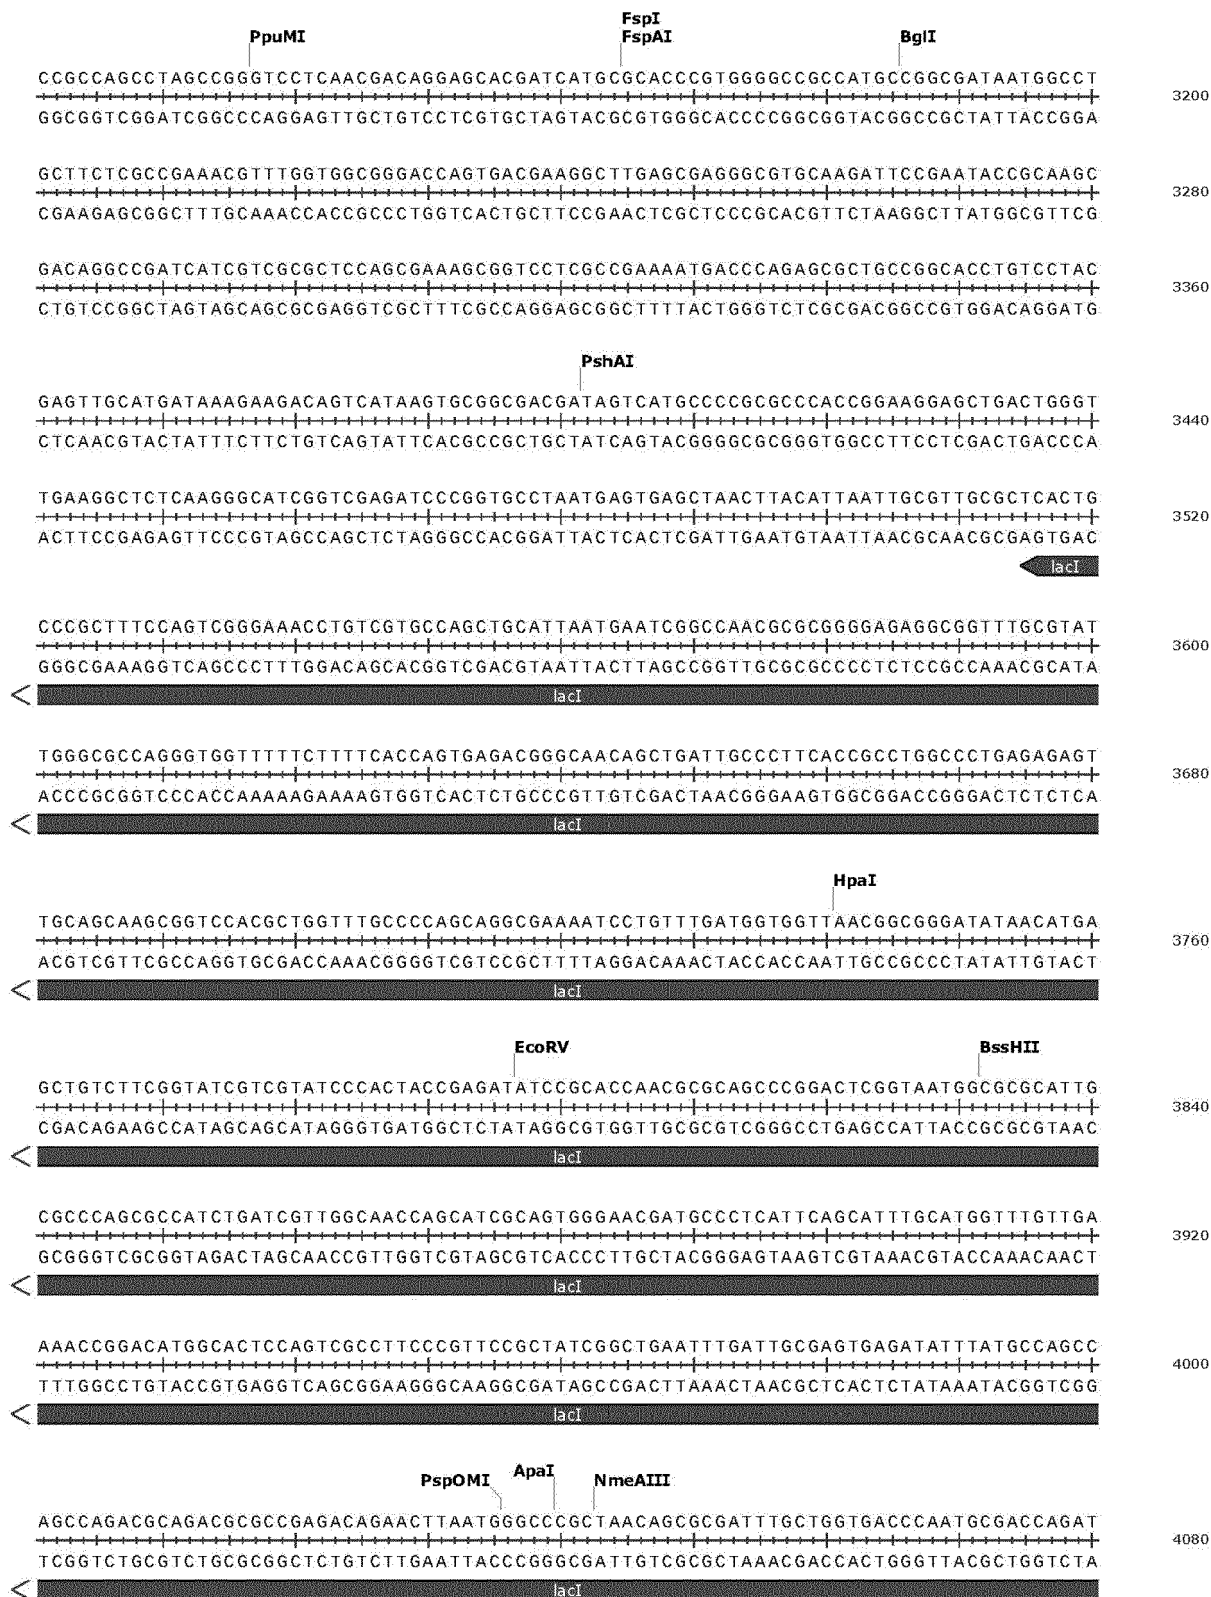 FspI
PpuMI FspAI BglI
CCGCCAGCCTAGCCGGGTCCTCAACGACAGGAGCACGATCATGCGCACCCGTGGGGCCGCCATGCCGGCGATAATGGCCT
3200
GGCGGTCGGATCGGCCCAGGAGTTGCTGTCCTCGTGCTAGTACGCGTGGGCACCCCGGCGGTACGGCCGCTATTACCGGA
GCTTCTCGCCGAAACGTTTGGTGGCGGGACCAGTGACGAAGGCTTGAGCGAGGGCGTGCAAGATTCCGAATACCGCAAGC
3280
CGAAGAGCGGCTTTGCAAACCACCGCCCTGGTCACTGCTTCCGAACTCGCTCCCGCACGTTCTAAGGCTTATGGCGTTCG
GACAGGCCGATCATCGTCGCGCTCCAGCGAAAGCGGTCCTCGCCGAAAATGACCCAGAGCGCTGCCGGCACCTGTCCTAC
3360
CTGTCCGGCTAGTAGCAGCGCGAGGTCGCTTTCGCCAGGAGCGGCTTTTACTGGGTCTCGCGACGGCCGTGGACAGGATG
PshAI
GAGTTGCATGATAAAGAAGACAGTCATAAGTGCGGCGACGATAGTCATGCCCCGCGCCCACCGGAAGGAGCTGACTGGGT
3440
CTCAACGTACTATTTCTTCTGTCAGTATTCACGCCGCTGCTATCAGTACGGGGCGCGGGTGGCCTTCCTCGACTGACCCA
TGAAGGCTCTCAAGGGCATCGGTCGAGATCCCGGTGCCTAATGAGTGAGCTAACTTACATTAATTGCGTTGCGCTCACTG
3520
ACTTCCGAGAGTTCCCGTAGCCAGCTCTAGGGCCACGGATTACTCACTCGATTGAATGTAATTAACGCAACGCGAGTGAC
lacI
CCCGCTTTCCAGTCGGGAAACCTGTCGTGCCAGCTGCATTAATGAATCGGCCAACGCGCGGGGAGAGGCGGTTTGCGTAT
3600
GGGCGAAAGGTCAGCCCTTTGGACAGCACGGTCGACGTAATTACTTAGCCGGTTGCGCGCCCCTCTCCGCCAAACGCATA
lacI
TGGGCGCCAGGGTGGTTTTTCTTTTCACCAGTGAGACGGGCAACAGCTGATTGCCCTTCACCGCCTGGCCCTGAGAGAGT
3680
ACCCGCGGTCCCACCAAAAAGAAAAGTGGTCACTCTGCCCGTTGTCGACTAACGGGAAGTGGCGGACCGGGACTCTCTCA
lacI
HpaI
TGCAGCAAGCGGTCCACGCTGGTTTGCCCCAGCAGGCGAAAATCCTGTTTGATGGTGGTTAACGGCGGGATATAACATGA
3760
ACGTCGTTCGCCAGGTGCGACCAAACGGGGTCGTCCGCTTTTAGGACAAACTACCACCAATTGCCGCCCTATATTGTACT
lacI
EcoRV BssHII
GCTGTCTTCGGTATCGTCGTATCCCACTACCGAGATATCCGCACCAACGCGCAGCCCGGACTCGGTAATGGCGCGCATTG
3840
CGACAGAAGCCATAGCAGCATAGGGTGATGGCTCTATAGGCGTGGTTGCGCGTCGGGCCTGAGCCATTACCGCGCGTAAC
lacI
CGCCCAGCGCCATCTGATCGTTGGCAACCAGCATCGCAGTGGGAACGATGCCCTCATTCAGCATTTGCATGGTTTGTTGA
3920
GCGGGTCGCGGTAGACTAGCAACCGTTGGTCGTAGCGTCACCCTTGCTACGGGAGTAAGTCGTAAACGTACCAAACAACT
lacI
AAACCGGACATGGCACTCCAGTCGCCTTCCCGTTCCGCTATCGGCTGAATTTGATTGCGAGTGAGATATTTATGCCAGCC
4000
TTTGGCCTGTACCGTGAGGTCAGCGGAAGGGCAAGGCGATAGCCGACTTAAACTAACGCTCACTCTATAAATACGGTCGG
lacI
PspOMI ApaI NmeAIII
AGCCAGACGCAGACGCGCCGAGACAGAACTTAATGGGCCCGCTAACAGCGCGATTTGCTGGTGACCCAATGCGACCAGAT
4080
TCGGTCTGCGTCTGCGCGGCTCTGTCTTGAATTACCCGGGCGATTGTCGCGCTAAACGACCACTGGGTTACGCTGGTCTA
lacI